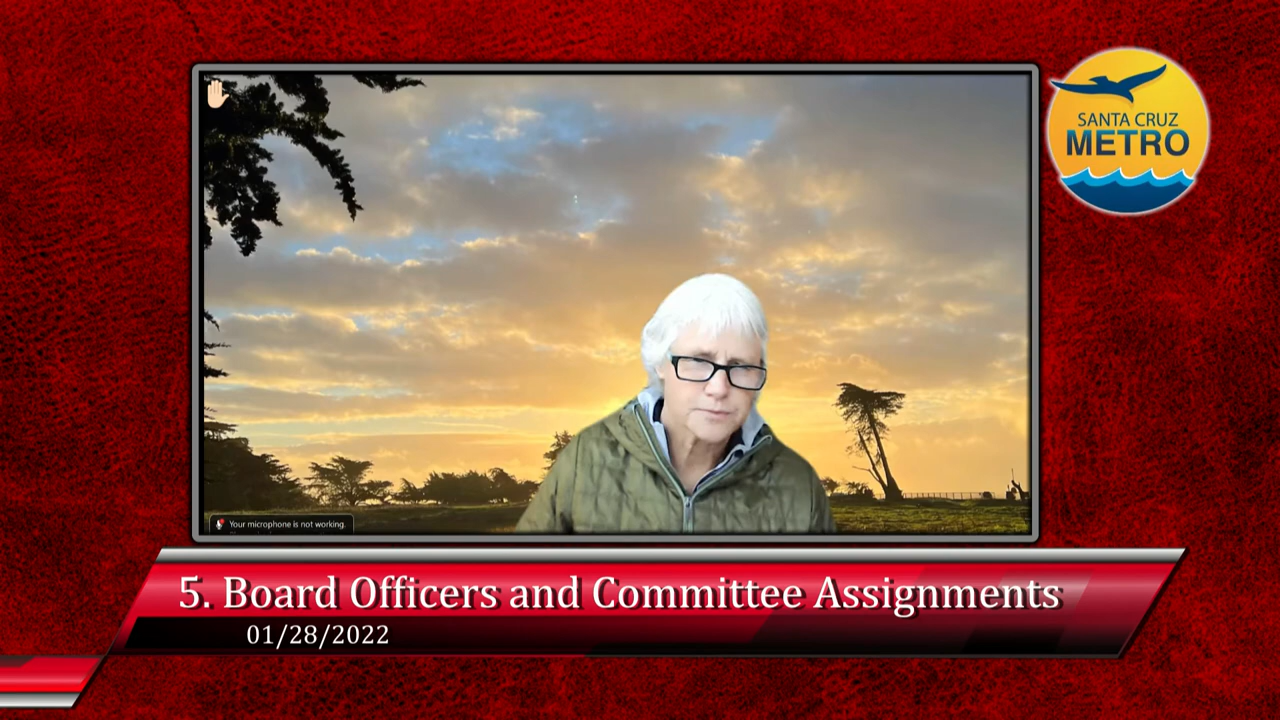 SANTA CRUZ
METRO
Your microphone is not working.
5. Board Officers and Committee Assignments
01/28/2022